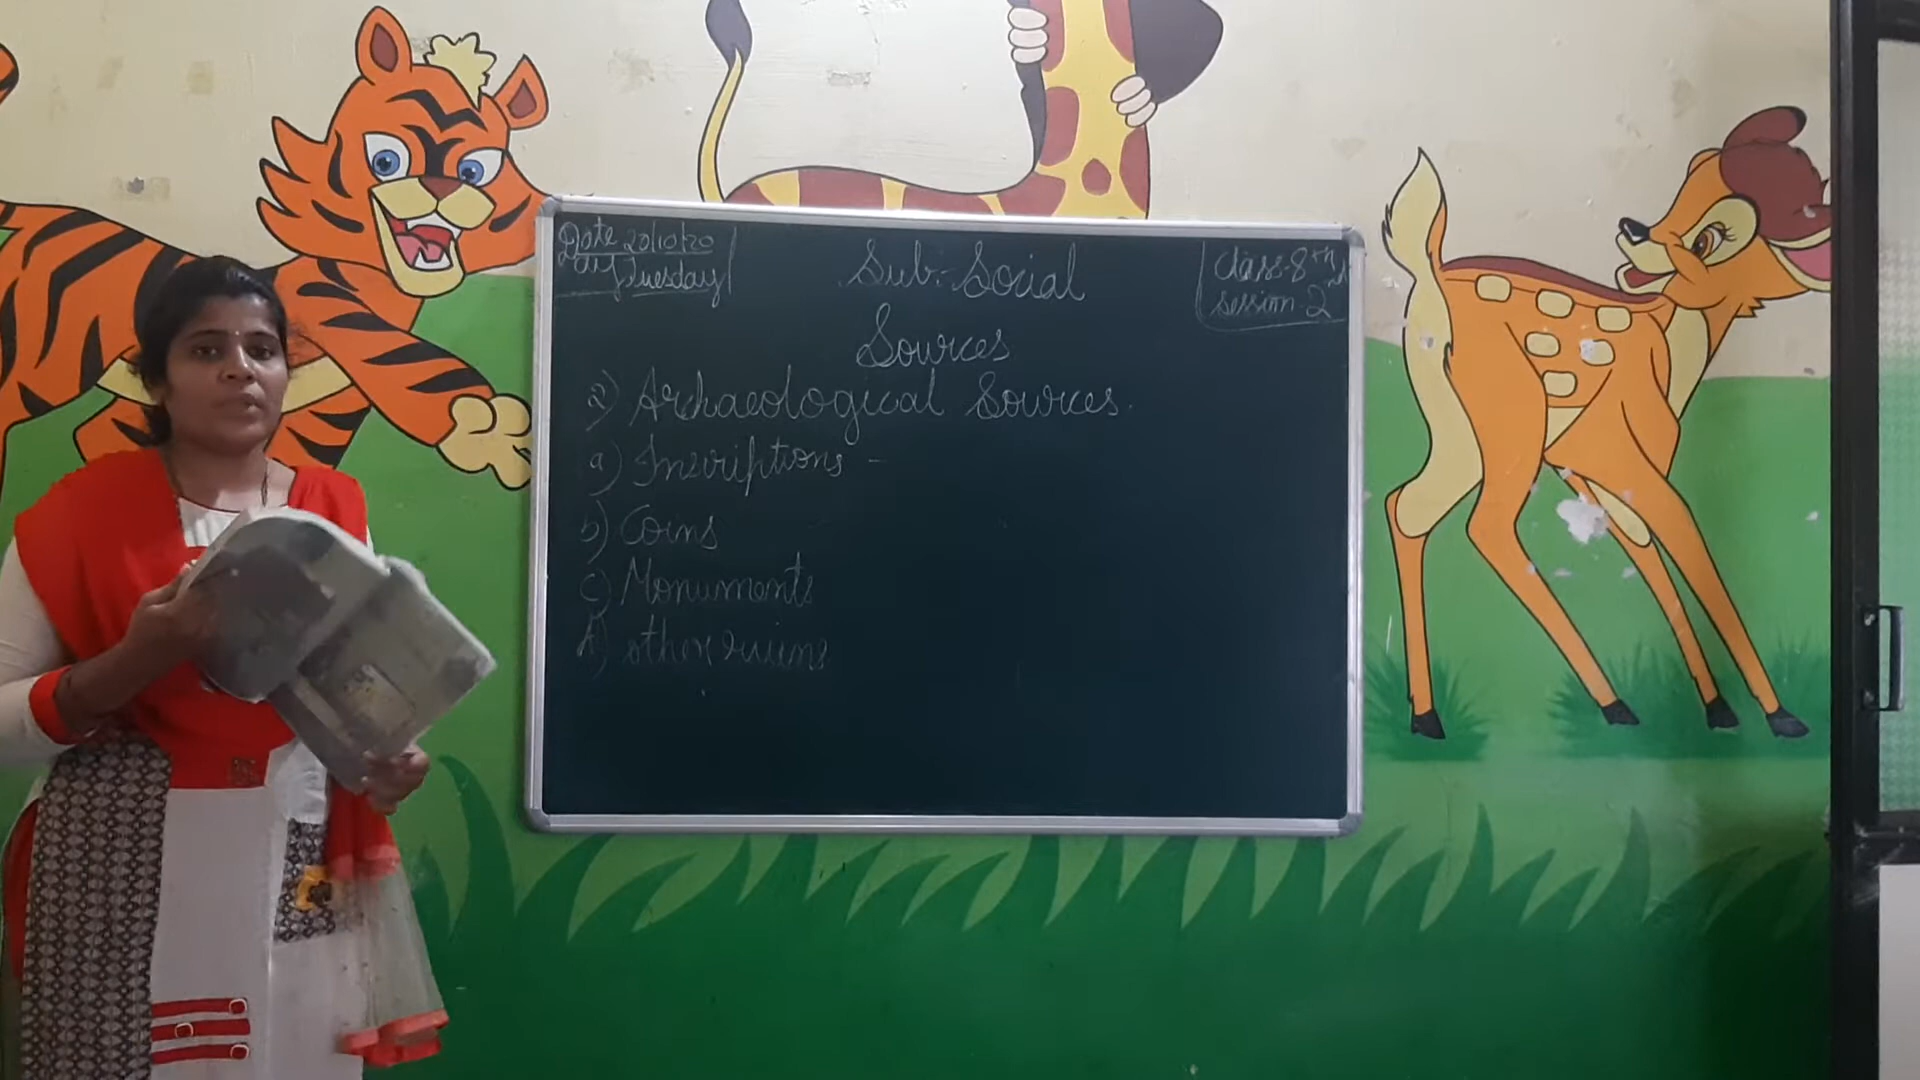 Date 20/10/20
day Tuesday
Sub:- Social
Class-8th
Session-2nd
Sources
2) Archaeological Sources.
a) Inscriptions -
b) Coins
c) Monuments
d) other ruins